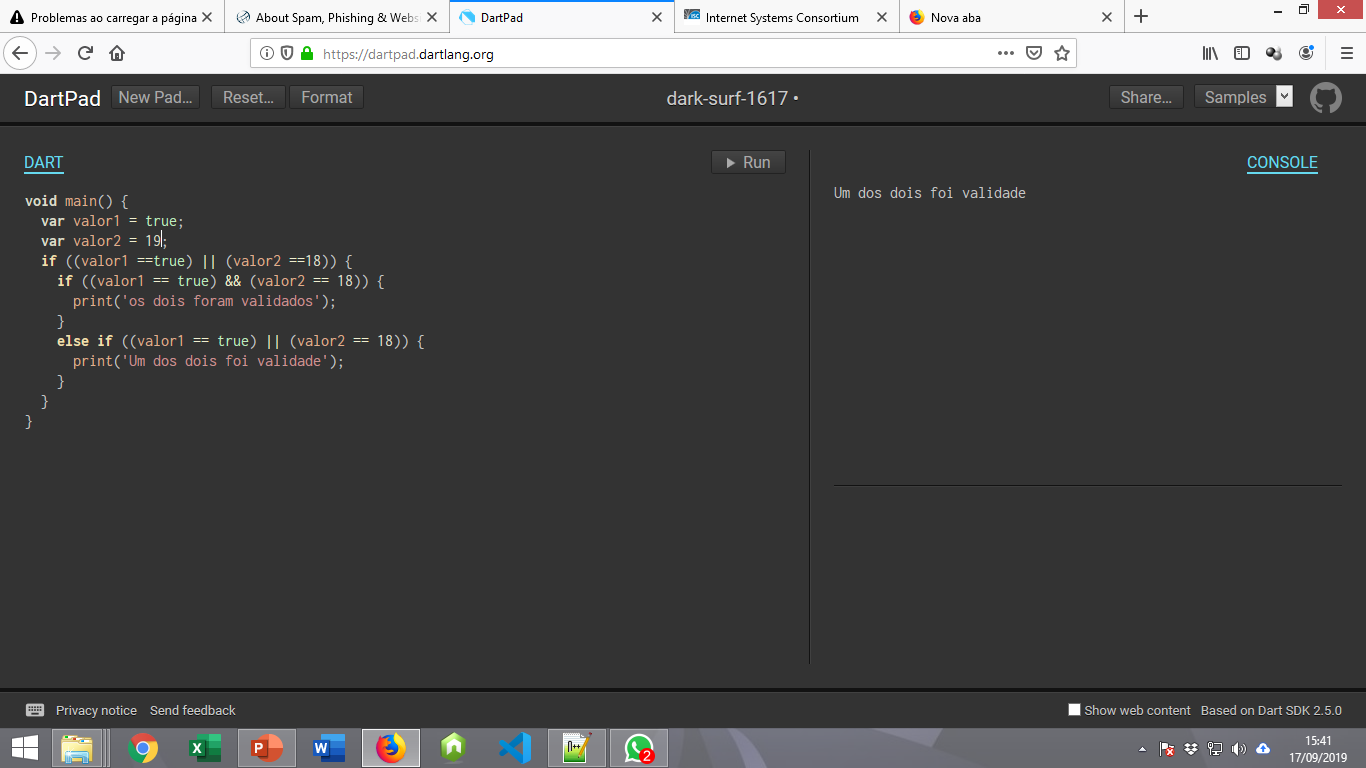 Problemas ao carregar a página
About Spam, Phishing & Webs
DartPad
Internet Systems Consortium
Nova aba
https://dartpad.dartlang.org
DartPad
New Pad...
Reset...
Format
dark-surf-1617 •
Share...
Samples
DART
Run
CONSOLE
void main() {
  var valor1 = true;
  var valor2 = 19;
  if ((valor1 ==true) || (valor2 ==18)) {
    if ((valor1 == true) && (valor2 == 18)) {
      print('os dois foram validados');
    }
    else if ((valor1 == true) || (valor2 == 18)) {
      print('Um dos dois foi validade');
    }
  }
}
Um dos dois foi validade
Privacy notice
Send feedback
Show web content
Based on Dart SDK 2.5.0
2
15:41
17/09/2019